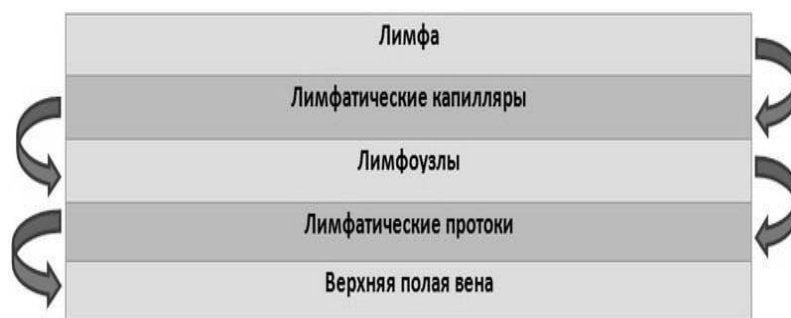 Лимфа
Лимфатические капилляры
Лимфоузлы
Лимфатические протоки
Верхняя полая вена